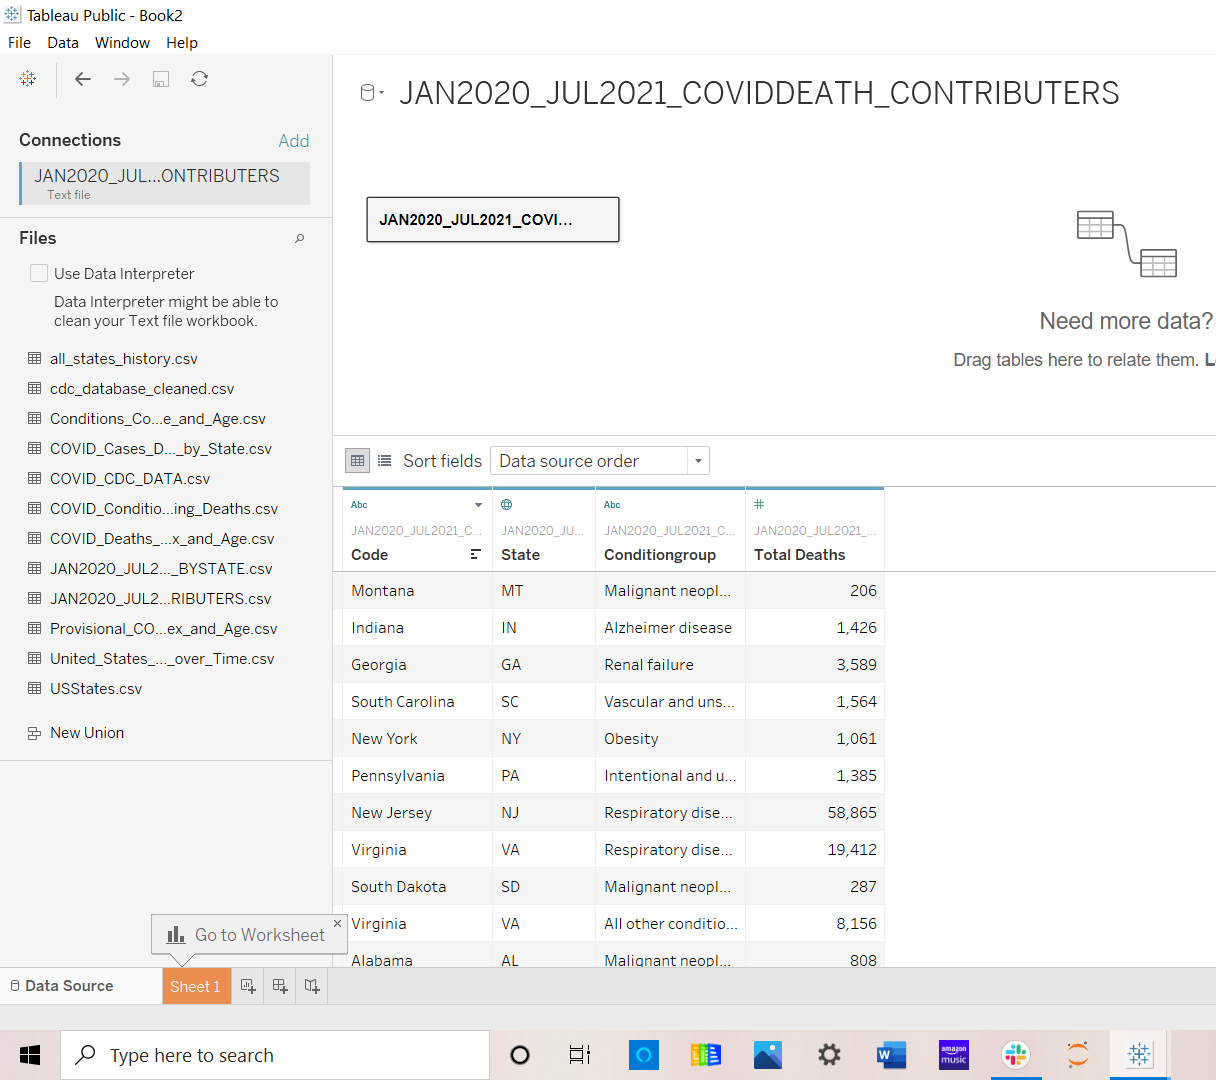 Tableau Public - Book2
File Data Window Help
Connections Add
JAN2020_JUL...ONTRIBUTERS
Text file
Files
Use Data Interpreter
Data Interpreter might be able to
clean your Text file workbook.
all_states_history.csv
cdc_database_cleaned.csv
Conditions_Co...e_and_Age.csv
COVID_Cases_D..._by_State.csv
COVID_CDC_DATA.csv
COVID_Conditio...ing_Deaths.csv
COVID_Deaths_...x_and_Age.csv
JAN2020_JUL2..._BYSTATE.csv
JAN2020_JUL2...RIBUTERS.csv
Provisional_CO...ex_and_Age.csv
United_States_..._over_Time.csv
USStates.csv
New Union
JAN2020_JUL2021_COVIDDEATH_CONTRIBUTERS
JAN2020_JUL2021_COVI...
Need more data?
Drag tables here to relate them. L
Sort fields Data source order
Abc Abc #
JAN2020_JUL2021_C... JAN2020_JU... JAN2020_JUL2021_C... JAN2020_JUL2021_...
Code State Conditiongroup Total Deaths
Montana MT Malignant neopl... 206
Indiana IN Alzheimer disease 1,426
Georgia GA Renal failure 3,589
South Carolina SC Vascular and uns... 1,564
New York NY Obesity 1,061
Pennsylvania PA Intentional and u... 1,385
New Jersey NJ Respiratory dise... 58,865
Virginia VA Respiratory dise... 19,412
South Dakota SD Malignant neopl... 287
Virginia VA All other conditio... 8,156
Alabama AL Malignant neopl... 808
Go to Worksheet
Data Source Sheet 1
Type here to search
W
amazon
music